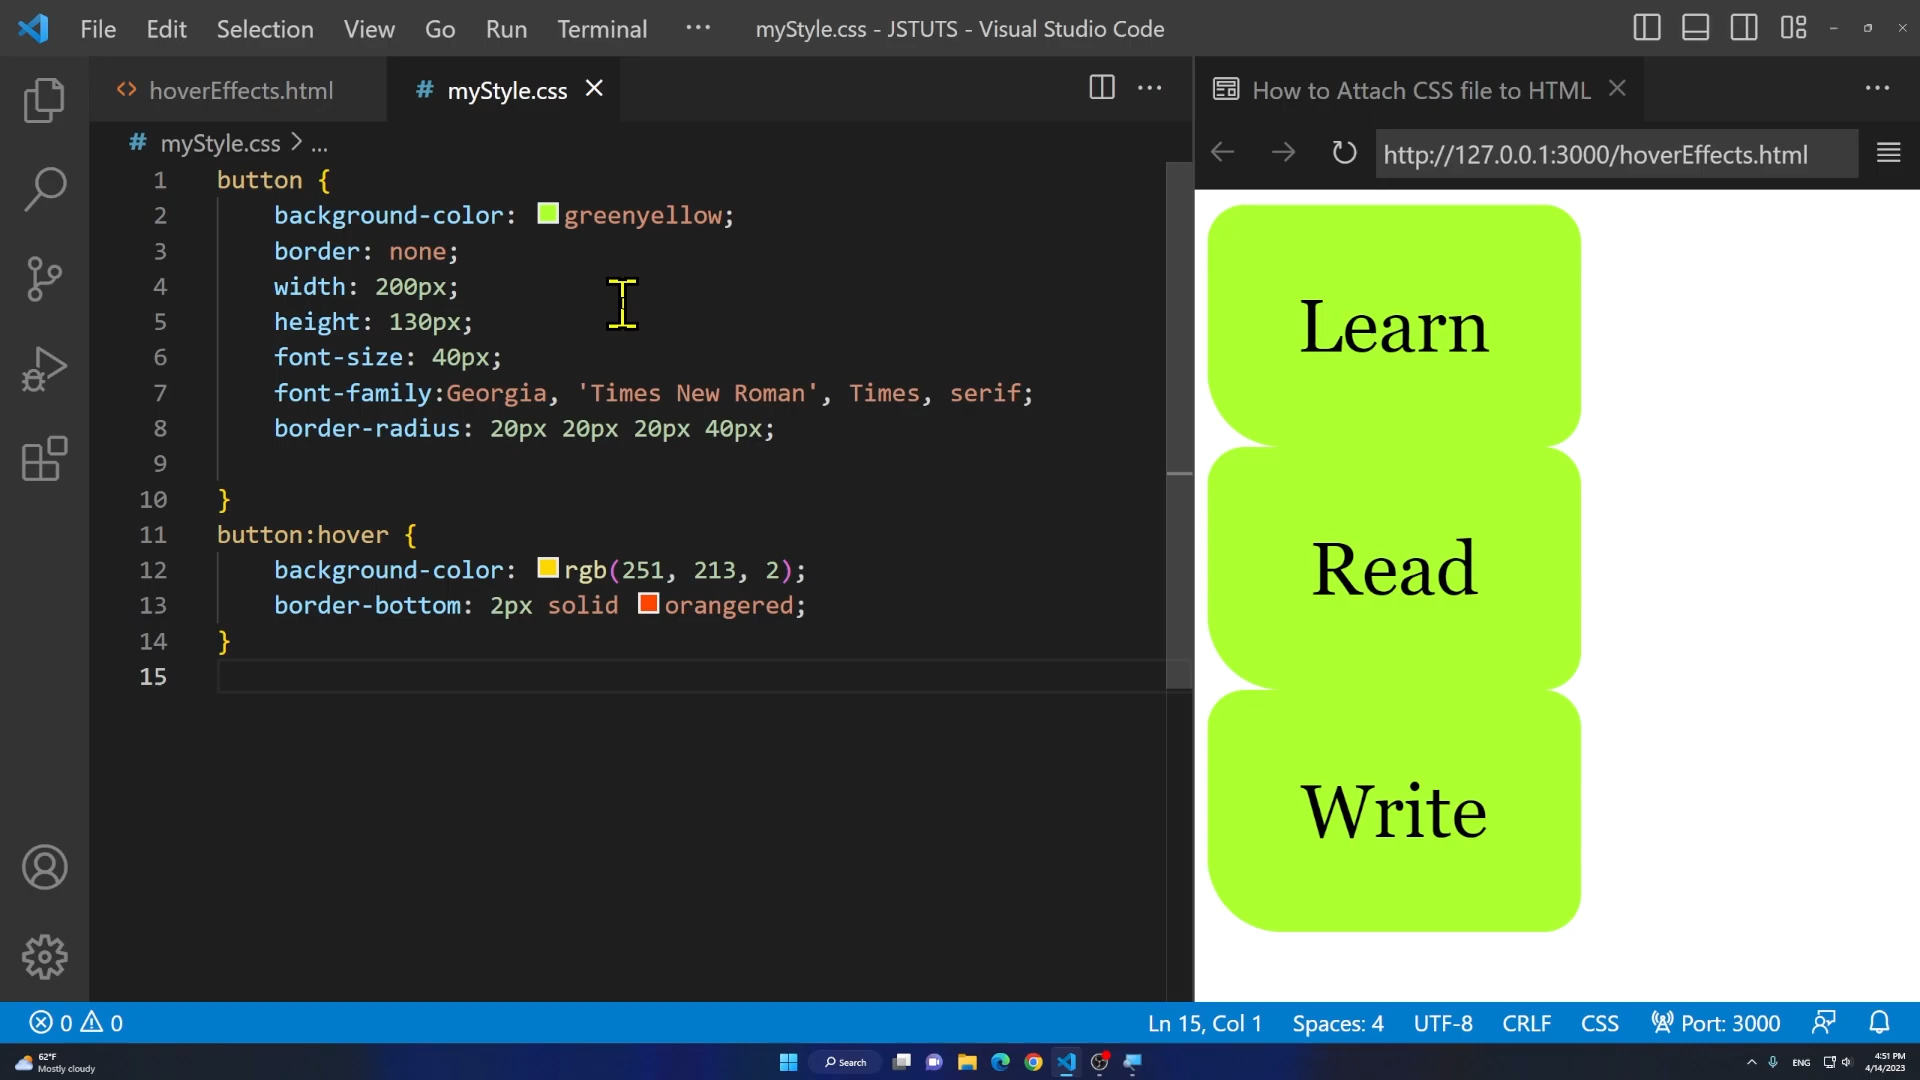 File Edit Selection View Go Run Terminal ··· myStyle.css - JSTUTS - Visual Studio Code
hoverEffects.html # myStyle.css
How to Attach CSS file to HTML
# myStyle.css > ...
http://127.0.0.1:3000/hoverEffects.html
1 button {
2 background-color: greenyellow;
3 border: none;
4 width: 200px;
5 height: 130px;
6 font-size: 40px;
7 font-family:Georgia, 'Times New Roman', Times, serif;
8 border-radius: 20px 20px 20px 40px;
9
10 }
11 button:hover {
12 background-color: rgb(251, 213, 2);
13 border-bottom: 2px solid orangered;
14 }
15
Learn
Read
Write
0 0 Ln 15, Col 1 Spaces: 4 UTF-8 CRLF CSS Port: 3000
62°F
Mostly cloudy
Search
ENG
4:51 PM
4/14/2023